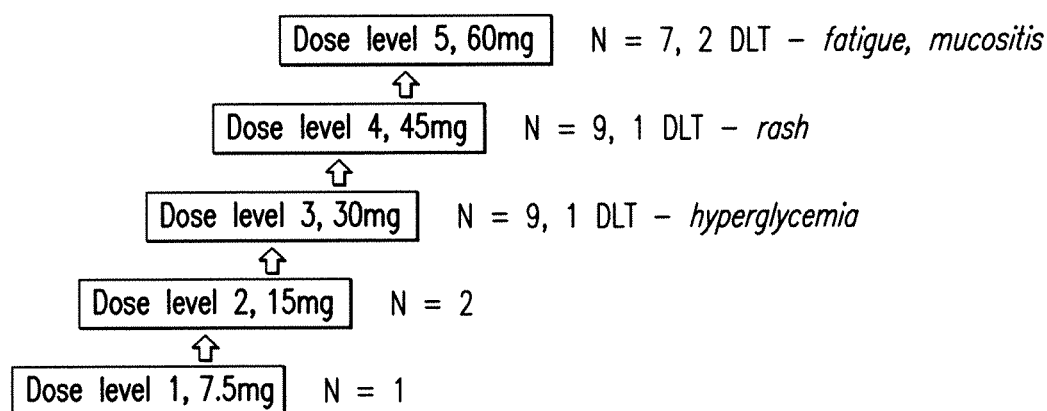 Dose level 5, 60mg N = 7, 2 DLT – fatigue, mucositis
Dose level 4, 45mg N = 9, 1 DLT – rash
Dose level 3, 30mg N = 9, 1 DLT – hyperglycemia
Dose level 2, 15mg N = 2
Dose level 1, 7.5mg N = 1